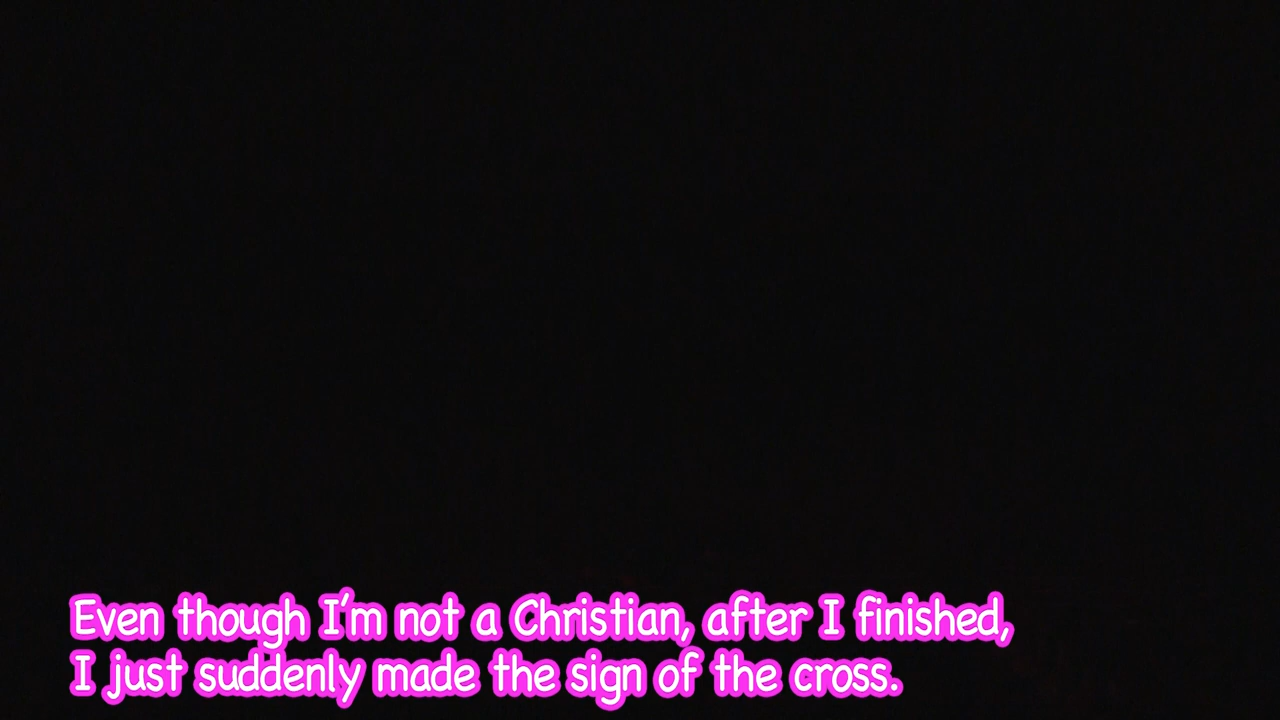 Even though I'm not a Christian, after I finished,
I just suddenly made the sign of the cross.